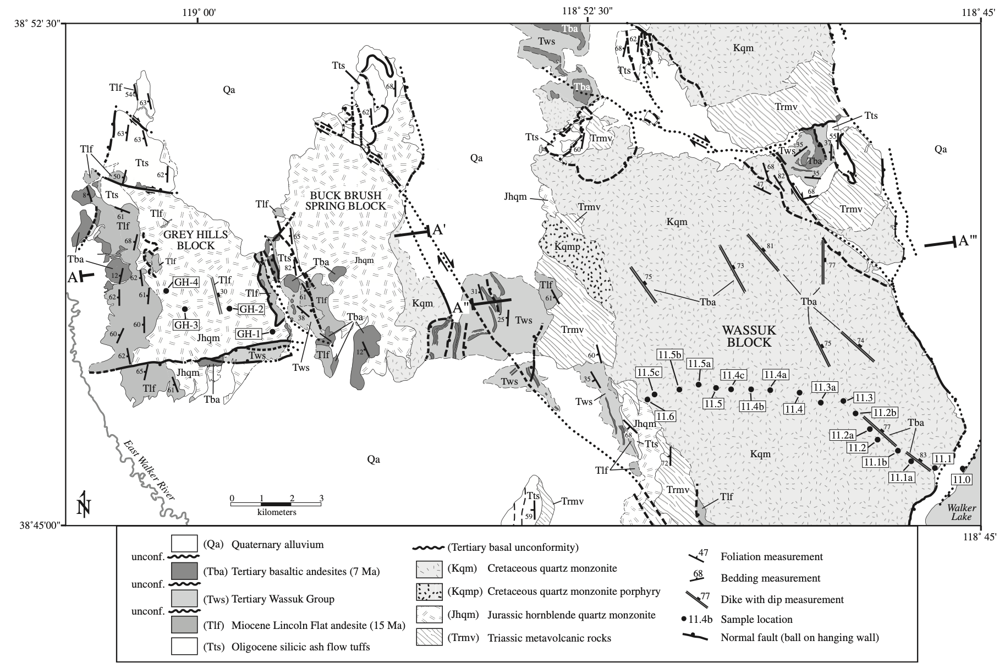 119° 00'
118° 52' 30"
118° 45'
38° 52' 30"
Tba
Tws
62
68
Kqm
Tts
Tts
Qa
Tlf
54
63
68
Tba
Trmv
62
Tts
63
63
Tts
Trmv
60
55
Tlf
Tts
Tws
35
37
Qa
Qa
Tba
50
62
68
82
35
47
68
8
Tts
BUCK BRUSH
SPRING BLOCK
Jhqm
Tlf
Trmv
Trmv
61
Tlf
Tlf
Kqm
GREY HILLS
BLOCK
65
A'
A'''
68
Kqmp
81
Tba
Tts
Tba
Jhqm
73
77
Tlf
82
75
A
12
62
GH-4
Tlf
30
Tlf
Tlf
31
61
62
61
61
Tlf
Kqm
A''
Tba
Tba
GH-2
38
Tba
25
Tws
GH-3
60
Jhqm
GH-1
Trmv
WASSUK
BLOCK
60
75
74
62
Tws
Tlf
12
60
11.5b
11.5a
Tws
65
Jhqm
11.5c
11.4c
11.4a
Tlf
61
Tws
35
11.3a
11.3
Tba
Tws
11.5
11.4b
11.4
11.2b
11.6
Jhqm
77
Tba
68
11.2a
Tts
11.2
East Walker River
Qa
72
Kqm
11.1b
83
11.1
Tlf
11.1a
11.0
N
0 1 2 3
kilometers
Tts
Trmv
59
Trmv
Tlf
Walker
Lake
38°45'00"
118° 45'
(Qa) Quaternary alluvium
unconf.
(Tba) Tertiary basaltic andesites (7 Ma)
unconf.
(Tws) Tertiary Wassuk Group
unconf.
(Tlf) Miocene Lincoln Flat andesite (15 Ma)
(Tts) Oligocene silicic ash flow tuffs
(Tertiary basal unconformity)
(Kqm) Cretaceous quartz monzonite
(Kqmp) Cretaceous quartz monzonite porphyry
(Jhqm) Jurassic hornblende quartz monzonite
(Trmv) Triassic metavolcanic rocks
47 Foliation measurement
68 Bedding measurement
77 Dike with dip measurement
11.4b Sample location
Normal fault (ball on hanging wall)